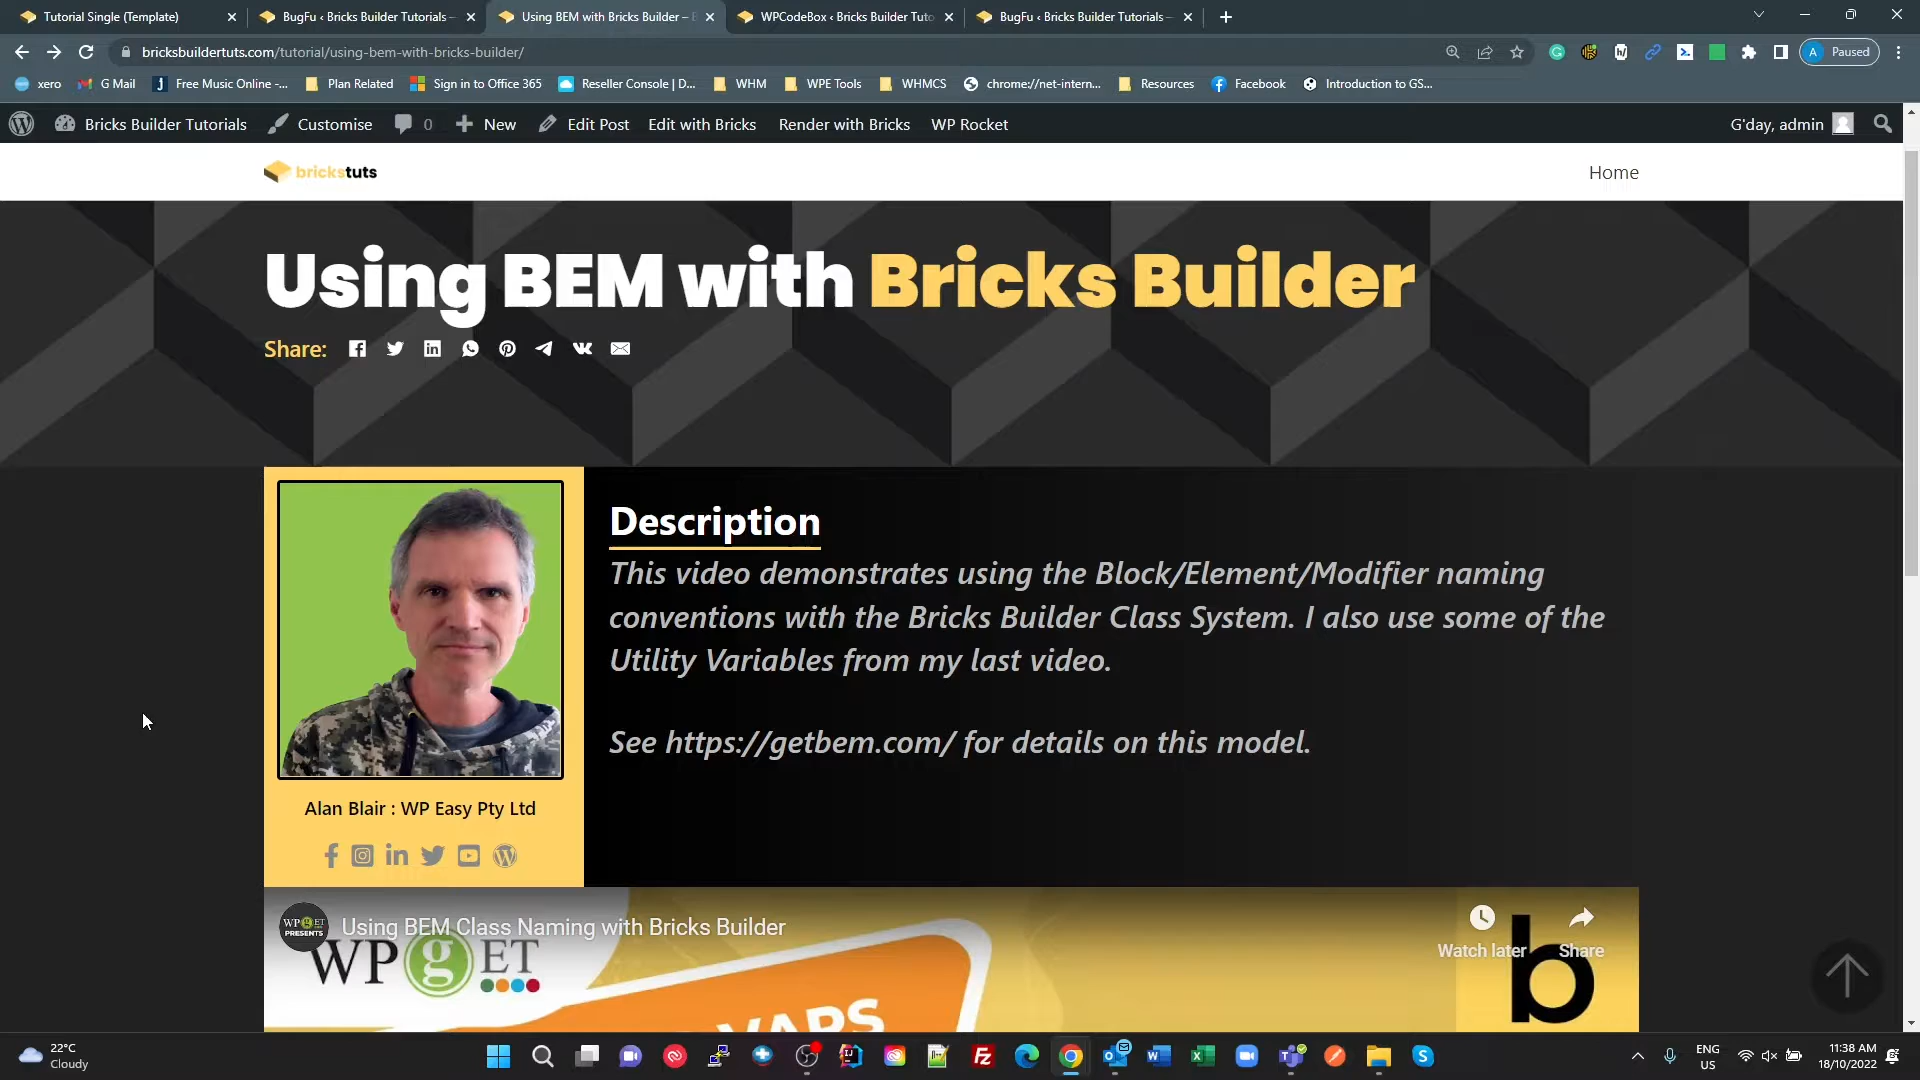 Tutorial Single (Template)
BugFu ‹ Bricks Builder Tutorials —
Using BEM with Bricks Builder – B
WPCodeBox ‹ Bricks Builder Tuto
BugFu ‹ Bricks Builder Tutorials —
bricksbuildertuts.com/tutorial/using-bem-with-bricks-builder/
A Paused
xero
G Mail
Free Music Online -...
Plan Related
Sign in to Office 365
Reseller Console | D...
WHM
WPE Tools
WHMCS
chrome://net-intern...
Resources
Facebook
Introduction to GS...
Bricks Builder Tutorials
Customise
0
New
Edit Post
Edit with Bricks
Render with Bricks
WP Rocket
G'day, admin
brickstuts
Home
Using BEM with Bricks Builder
Share:
Description
This video demonstrates using the Block/Element/Modifier naming
conventions with the Bricks Builder Class System. I also use some of the
Utility Variables from my last video.
See https://getbem.com/ for details on this model.
Alan Blair : WP Easy Pty Ltd
WPgET
PRESENTS
Using BEM Class Naming with Bricks Builder
Watch later
Share
WPgET
VARS
b
22°C
Cloudy
ENG
US
11:38 AM
18/10/2022